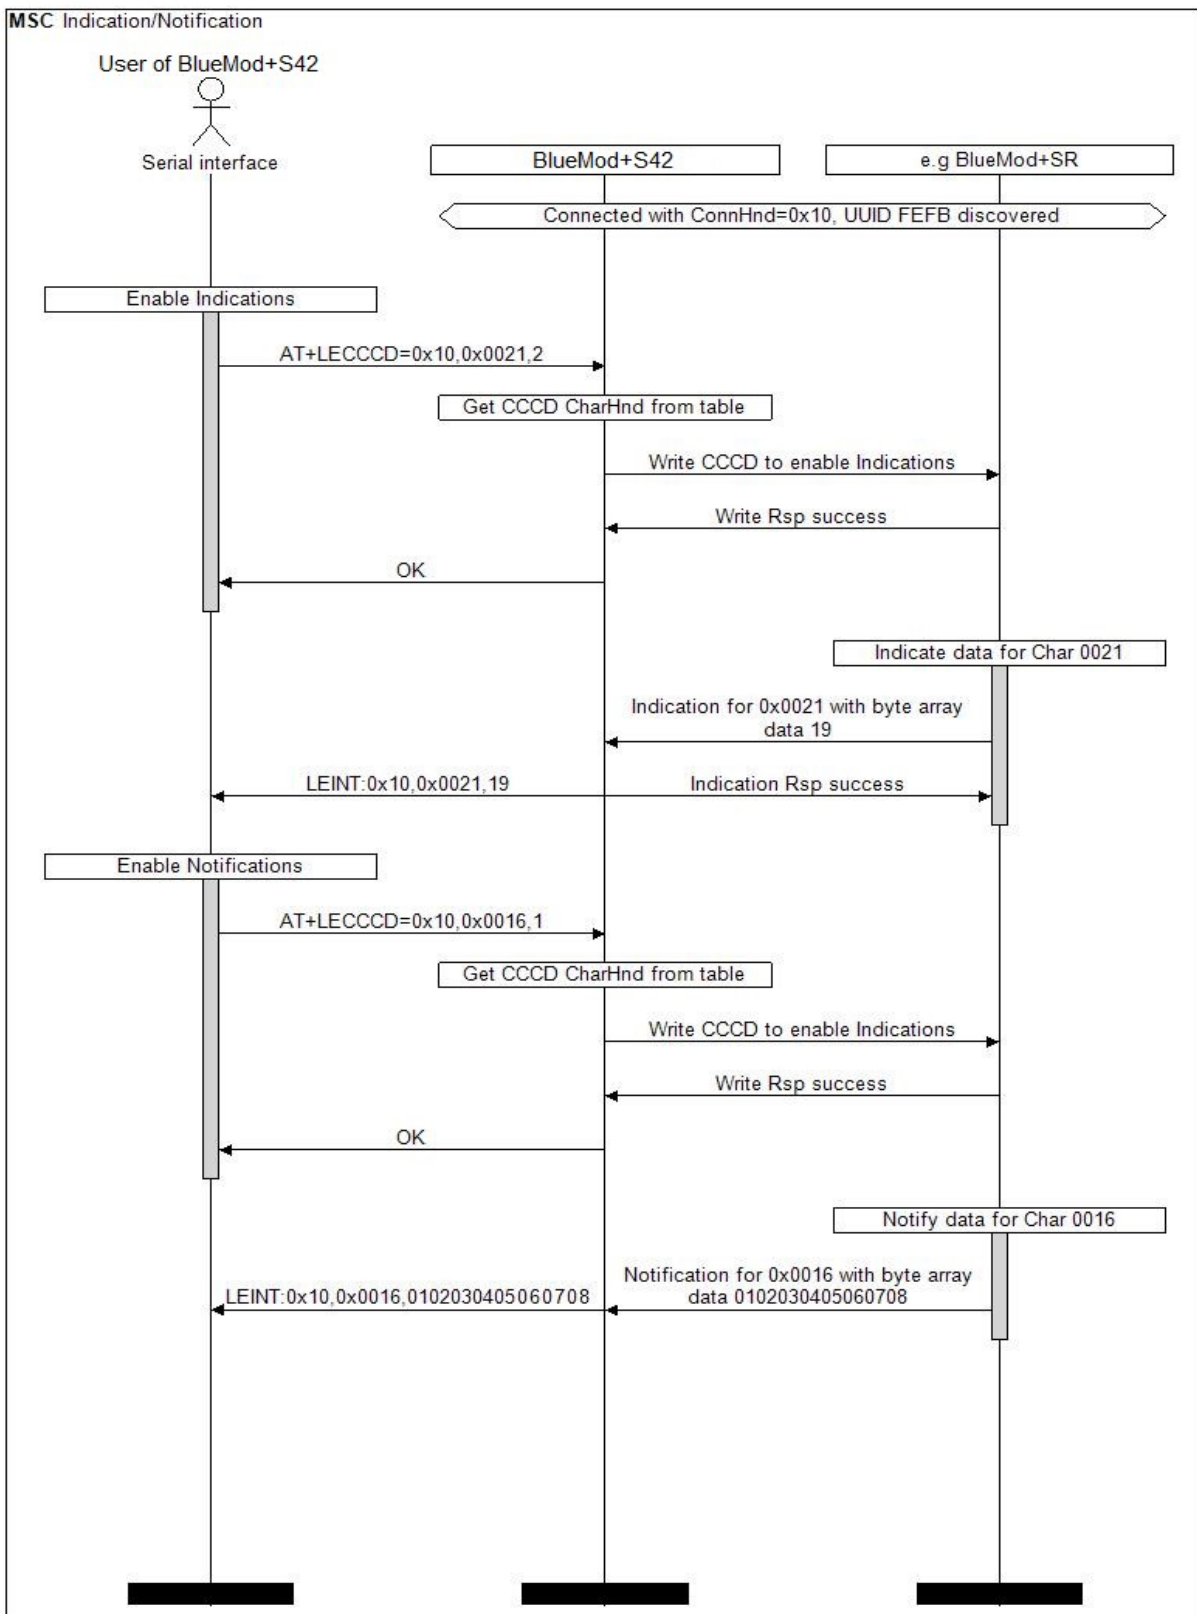 MSC Indication/Notification
User of BlueMod+S42
Serial interface
BlueMod+S42
e.g BlueMod+SR
Connected with ConnHnd=0x10, UUID FEFB discovered
Enable Indications
AT+LECCCD=0x10,0x0021,2
Get CCCD CharHnd from table
Write CCCD to enable Indications
Write Rsp success
OK
Indicate data for Char 0021
Indication for 0x0021 with byte array
data 19
LEINT:0x10,0x0021,19
Indication Rsp success
Enable Notifications
AT+LECCCD=0x10,0x0016,1
Get CCCD CharHnd from table
Write CCCD to enable Indications
Write Rsp success
OK
Notify data for Char 0016
Notification for 0x0016 with byte array
data 0102030405060708
LEINT:0x10,0x0016,0102030405060708